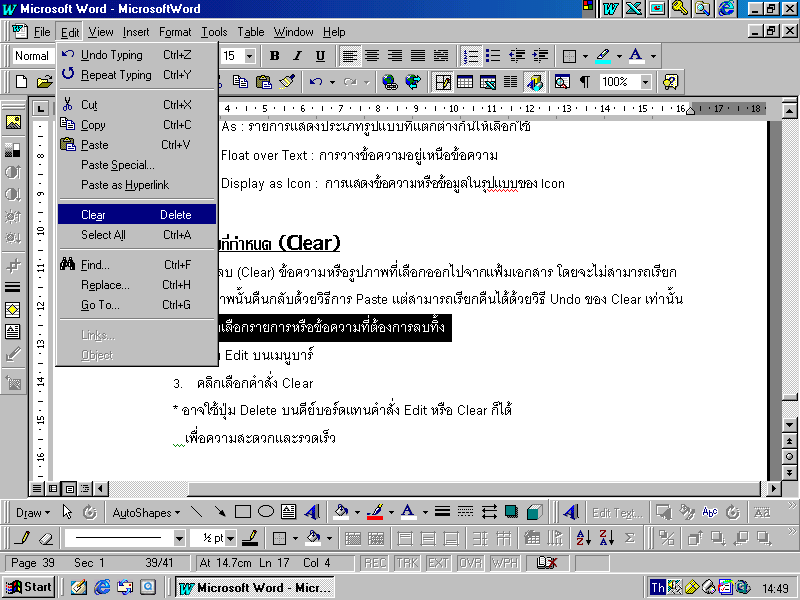 Microsoft Word - MicrosoftWord
File Edit View Insert Format Tools Table Window Help
Normal 15 B I U
Undo Typing Ctrl+Z
Repeat Typing Ctrl+Y
100%
Cut Ctrl+X
Copy Ctrl+C
Paste Ctrl+V
Paste Special...
Paste as Hyperlink
Clear Delete
Select All Ctrl+A
Find... Ctrl+F
Replace... Ctrl+H
Go To... Ctrl+G
Links...
Object
4 5 6 7 8 9 10 11 12 13 14 15 16 17 18
As : รายการแสดงประเภทรูปแบบที่แตกต่างกันให้เลือกใช้
Float over Text : การวางข้อความอยู่เหนือข้อความ
Display as Icon : การแสดงข้อความหรือข้อมูลในรูปแบบของ Icon
ที่กำหนด (Clear)
ลบ (Clear) ข้อความหรือรูปภาพที่เลือกออกไปจากแฟ้มเอกสาร โดยจะไม่สามารถเรียก
าพนั้นคืนกลับด้วยวิธีการ Paste แต่สามารถเรียกคืนได้ด้วยวิธี Undo ของ Clear เท่านั้น
เลือกรายการหรือข้อความที่ต้องการลบทิ้ง
Edit บนเมนูบาร์
3. คลิกเลือกคำสั่ง Clear
* อาจใช้ปุ่ม Delete บนคีย์บอร์ดแทนคำสั่ง Edit หรือ Clear ก็ได้
เพื่อความสะดวกและรวดเร็ว
8 9 10 11 12 13 14 15 16
Draw AutoShapes Edit Text...
½ pt
Page 39 Sec 1 39/41 At 14.7cm Ln 17 Col 4 REC TRK EXT OVR WPH
Start Microsoft Word - Micr... Th 14:49